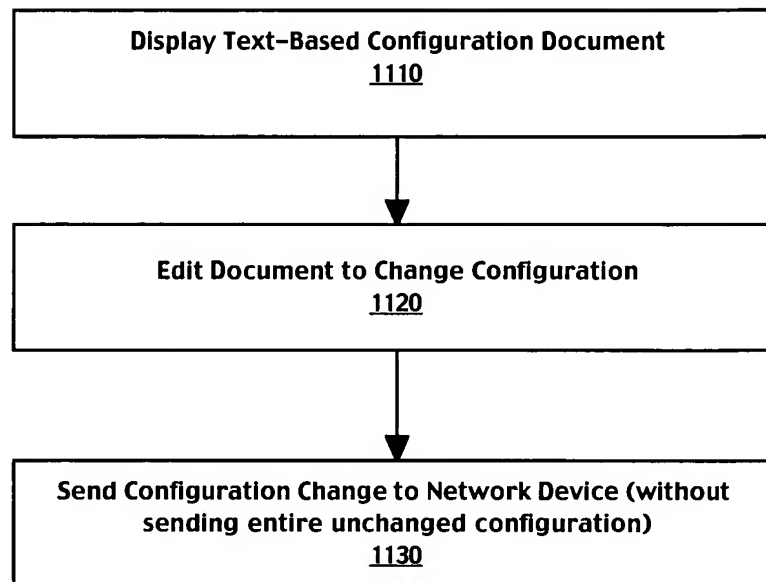 Display Text-Based Configuration Document
1110
Edit Document to Change Configuration
1120
Send Configuration Change to Network Device (without
sending entire unchanged configuration)
1130